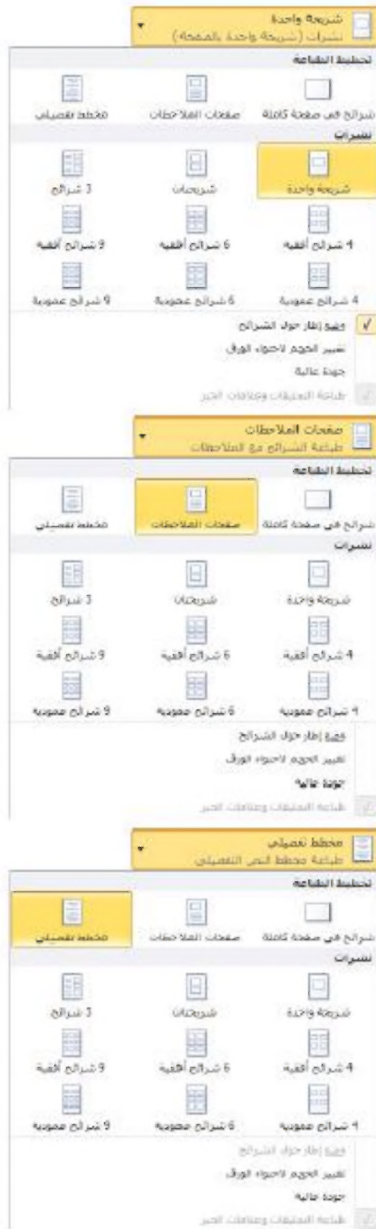 شريحة واحدة
نشرات (شريحة واحدة بالصفحة)
تخطيط الطباعة
شرائح في صفحة كاملة صفحات الملاحظات مخطط تفصيلي
نشرات
شريحة واحدة شريحتان 3 شرائح
4 شرائح أفقية 6 شرائح أفقية 9 شرائح أفقية
4 شرائح عمودية 6 شرائح عمودية 9 شرائح عمودية
وضع إطار حول الشرائح
تغيير الحجم لاحتواء الورق
جودة عالية
طباعة التعليقات وعلامات الحبر
صفحات الملاحظات
طباعة الشرائح مع الملاحظات
تخطيط الطباعة
شرائح في صفحة كاملة صفحات الملاحظات مخطط تفصيلي
نشرات
شريحة واحدة شريحتان 3 شرائح
4 شرائح أفقية 6 شرائح أفقية 9 شرائح أفقية
4 شرائح عمودية 6 شرائح عمودية 9 شرائح عمودية
وضع إطار حول الشرائح
تغيير الحجم لاحتواء الورق
جودة عالية
طباعة التعليقات وعلامات الحبر
مخطط تفصيلي
طباعة مخطط النص التفصيلي
تخطيط الطباعة
شرائح في صفحة كاملة صفحات الملاحظات مخطط تفصيلي
نشرات
شريحة واحدة شريحتان 3 شرائح
4 شرائح أفقية 6 شرائح أفقية 9 شرائح أفقية
4 شرائح عمودية 6 شرائح عمودية 9 شرائح عمودية
وضع إطار حول الشرائح
تغيير الحجم لاحتواء الورق
جودة عالية
طباعة التعليقات وعلامات الحبر